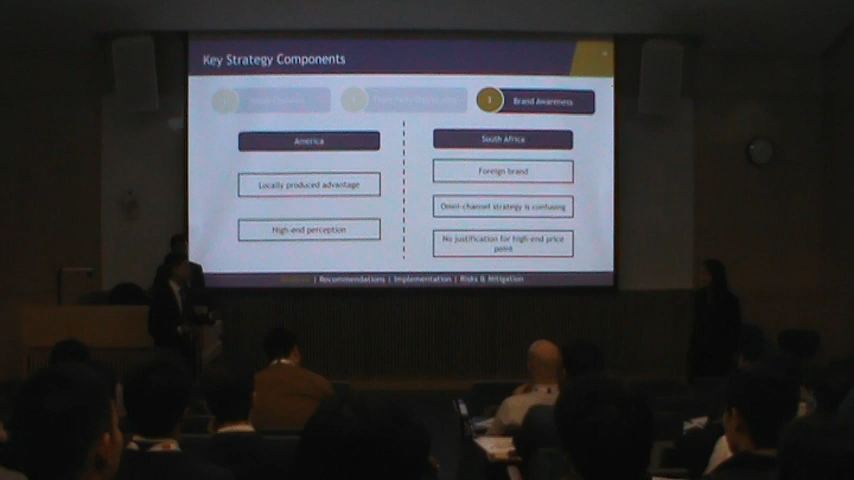 Key Strategy Components
3 Brand Awareness
America
South Africa
Locally produced advantage
High-end perception
Foreign brand
Omni-channel strategy is confusing
No justification for high-end price
point
| Recommendations | Implementation | Risks & Mitigation